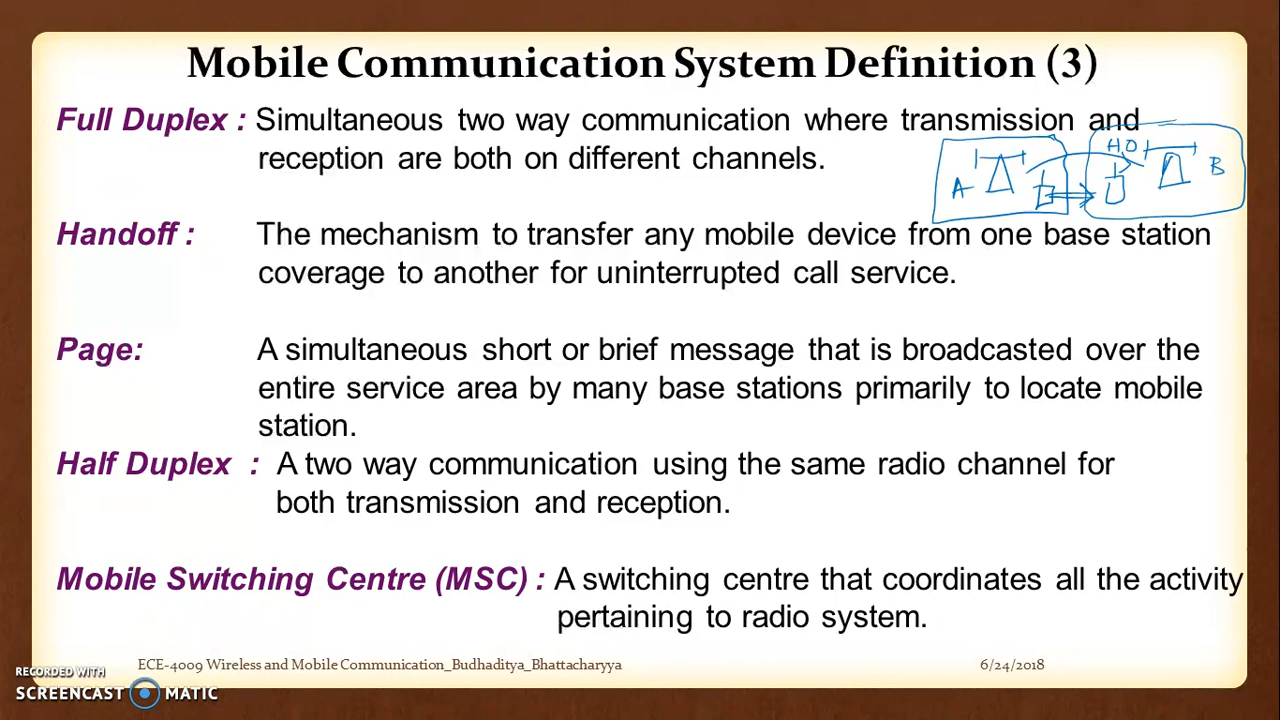 Mobile Communication System Definition (3)
Full Duplex : Simultaneous two way communication where transmission and
reception are both on different channels.
A
H.O
B
Handoff : The mechanism to transfer any mobile device from one base station
coverage to another for uninterrupted call service.
Page: A simultaneous short or brief message that is broadcasted over the
entire service area by many base stations primarily to locate mobile
station.
Half Duplex : A two way communication using the same radio channel for
both transmission and reception.
Mobile Switching Centre (MSC) : A switching centre that coordinates all the activity
pertaining to radio system.
ECE-4009 Wireless and Mobile Communication_Budhaditya_Bhattacharyya
6/24/2018
RECORDED WITH
SCREENCAST MATIC